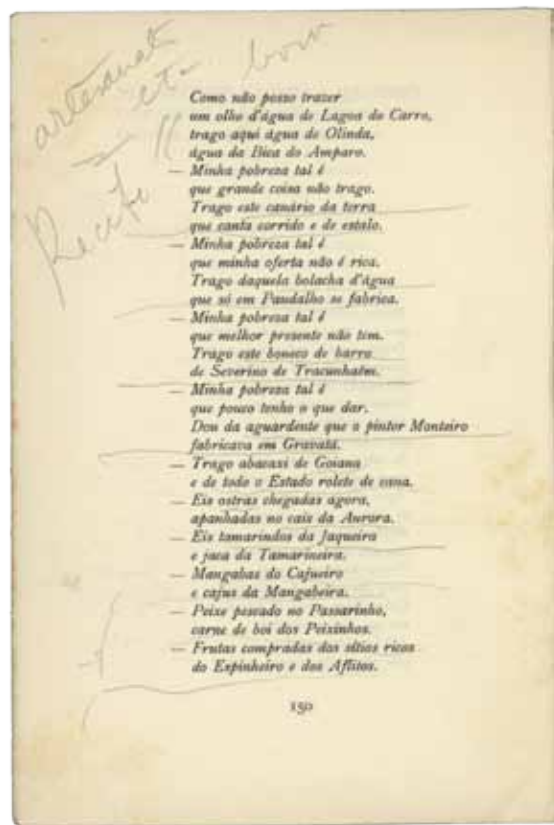 artesanat
etc bom
Recife
Como não posso trazer
um olho d'água de Lagoa do Carro,
trago aqui água de Olinda,
água da Bica do Amparo.
— Minha pobreza tal é
que grande coisa não trago.
Trago este canário da terra
que canta corrido e de estalo.
— Minha pobreza tal é
que minha oferta não é rica.
Trago daquela bolacha d'água
que só em Paudalho se fabrica.
— Minha pobreza tal é
que melhor presente não tem.
Trago este boneco de barro
de Severino de Tracunhaém.
— Minha pobreza tal é
que pouco tenho o que dar.
Dou da aguardente que o pintor Monteiro
fabricava em Gravatá.
— Trago abacaxi de Goiana
e de todo o Estado rolete de cana.
— Eis ostras chegadas agora,
apanhadas no cais da Aurora.
— Eis tamarindos da Jaqueira
e jaca da Tamarineira.
— Mangabas do Cajueiro
e cajus da Mangabeira.
— Peixe pescado no Passarinho,
carne de boi dos Peixinhos.
— Frutas compradas dos sítios ricos
do Espinheiro e dos Aflitos.
150